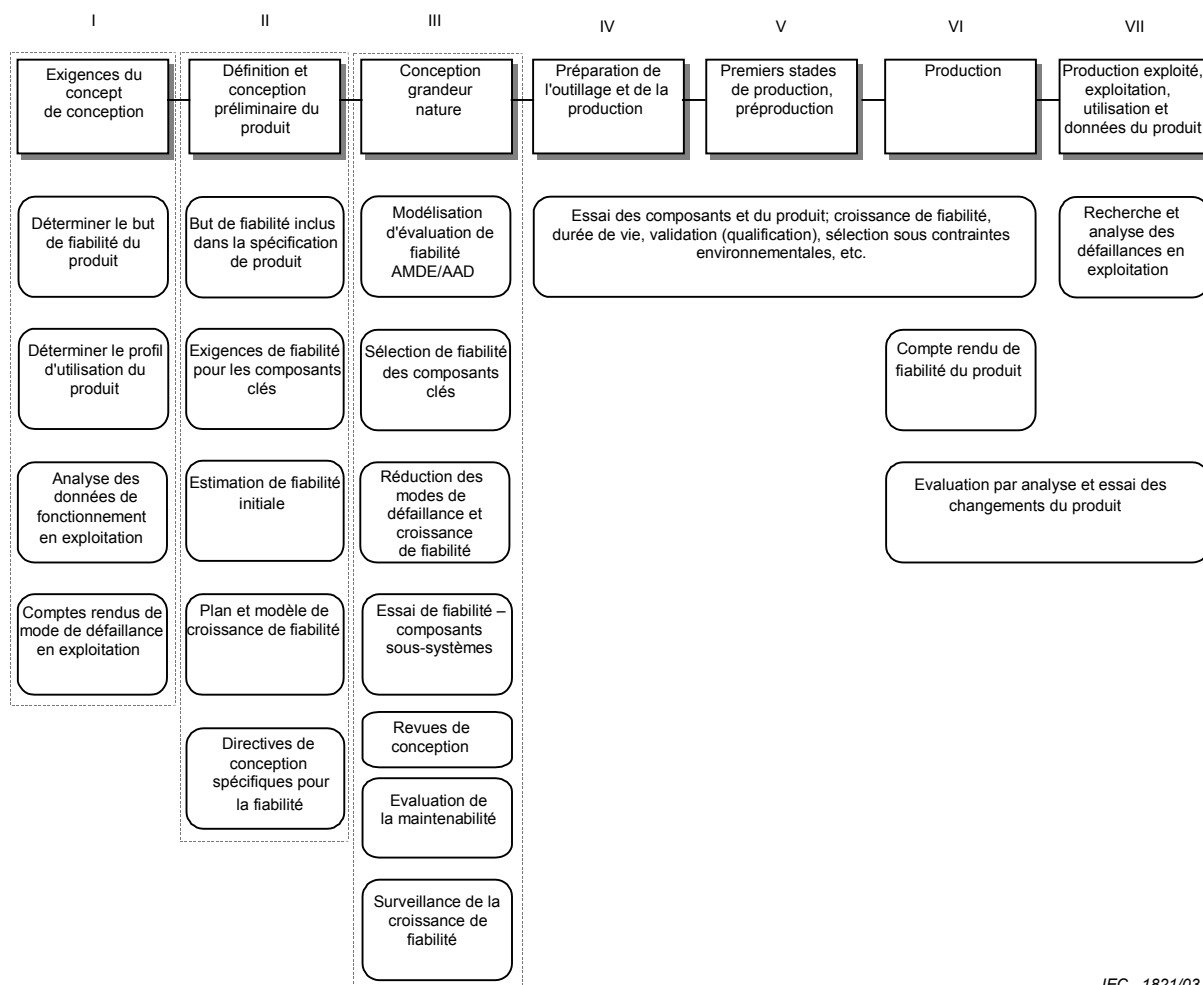 I
II
III
IV
V
VI
VII
Exigences du
concept
de conception
Définition et
conception
préliminaire du
produit
Conception
grandeur
nature
Préparation de
l'outillage et de la
production
Premiers stades
de production,
préproduction
Production
Production exploité,
exploitation,
utilisation et
données du produit
Déterminer le but
de fiabilité du
produit
But de fiabilité inclus
dans la spécification
de produit
Modélisation
d'évaluation de
fiabilité
AMDE/AAD
Essai des composants et du produit; croissance de fiabilité,
durée de vie, validation (qualification), sélection sous contraintes
environnementales, etc.
Recherche et
analyse des
défaillances en
exploitation
Déterminer le profil
d'utilisation du
produit
Exigences de fiabilité
pour les composants
clés
Sélection de fiabilité
des composants
clés
Compte rendu de
fiabilité du produit
Analyse des
données de
fonctionnement
en exploitation
Estimation de fiabilité
initiale
Réduction des
modes de
défaillance et
croissance
de fiabilité
Evaluation par analyse et essai des
changements du produit
Comptes rendus de
mode de défaillance
en exploitation
Plan et modèle de
croissance de fiabilité
Essai de fiabilité –
composants
sous-systèmes
Directives de
conception
spécifiques pour
la fiabilité
Revues de
conception
Evaluation de
la maintenabilité
Surveillance de la
croissance de
fiabilité
IEC 1821/03